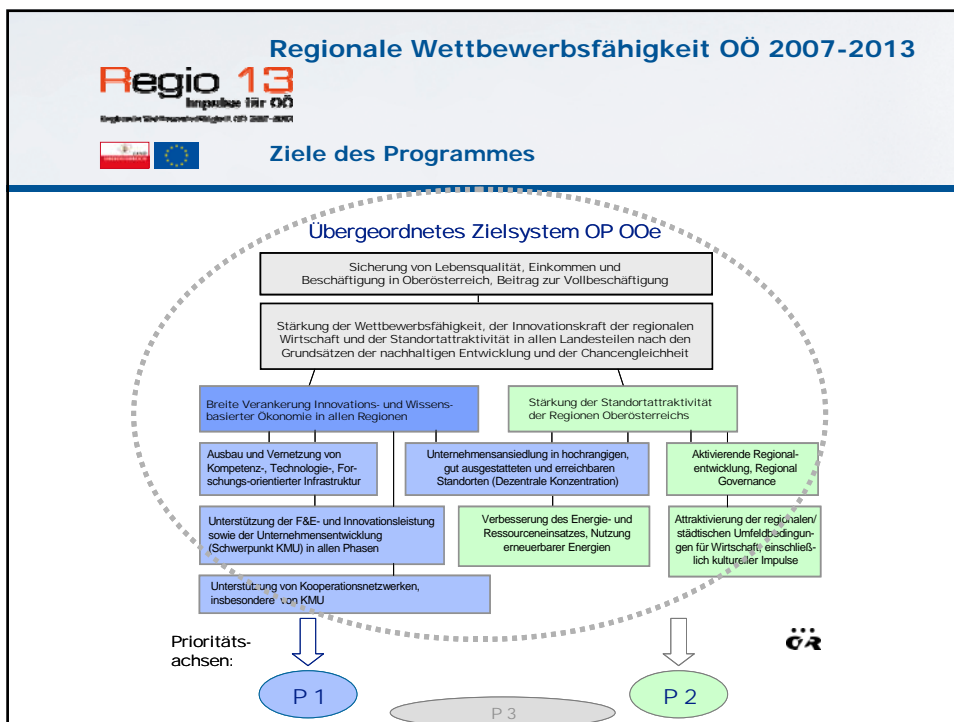 Regionale Wettbewerbsfähigkeit OÖ 2007-2013
Regio 13
Impulse für OÖ
Regionale Wettbewerbsfähigkeit OÖ 2007-2013
Ziele des Programmes
Übergeordnetes Zielsystem OP OOe
Sicherung von Lebensqualität, Einkommen und
Beschäftigung in Oberösterreich, Beitrag zur Vollbeschäftigung
Stärkung der Wettbewerbsfähigkeit, der Innovationskraft der regionalen
Wirtschaft und der Standortattraktivität in allen Landesteilen nach den
Grundsätzen der nachhaltigen Entwicklung und der Chancengleichheit
Breite Verankerung Innovations- und Wissens-
basierter Ökonomie in allen Regionen
Stärkung der Standortattraktivität
der Regionen Oberösterreichs
Ausbau und Vernetzung von
Kompetenz-, Technologie-, For-
schungs-orientierter Infrastruktur
Unternehmensansiedlung in hochrangigen,
gut ausgestatteten und erreichbaren
Standorten (Dezentrale Konzentration)
Aktivierende Regional-
entwicklung, Regional
Governance
Unterstützung der F&E- und Innovationsleistung
sowie der Unternehmensentwicklung
(Schwerpunkt KMU) in allen Phasen
Verbesserung des Energie- und
Ressourceneinsatzes, Nutzung
erneuerbarer Energien
Attraktivierung der regionalen/
städtischen Umfeldbedingun-
gen für Wirtschaft, einschließ-
lich kultureller Impulse
Unterstützung von Kooperationsnetzwerken,
insbesondere von KMU
Prioritäts-
achsen:
P 1
P 3
P 2